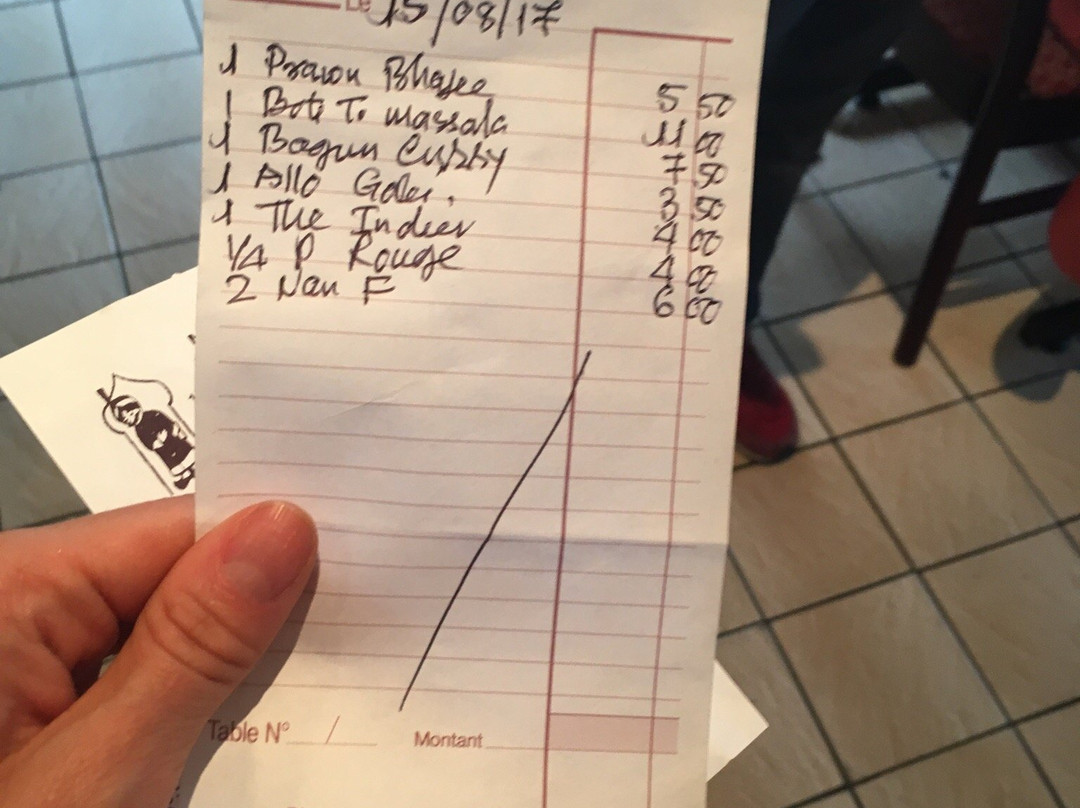 Le 15/08/17
1 Prawn Bhajee 5 50
1 Boti T. massala 11 00
1 Bagun Curry 7 50
1 Allo 3 50
1 The Indien 4 00
1/4 P Rouge 4 00
2 Nan F 6 00
Table N° / Montant